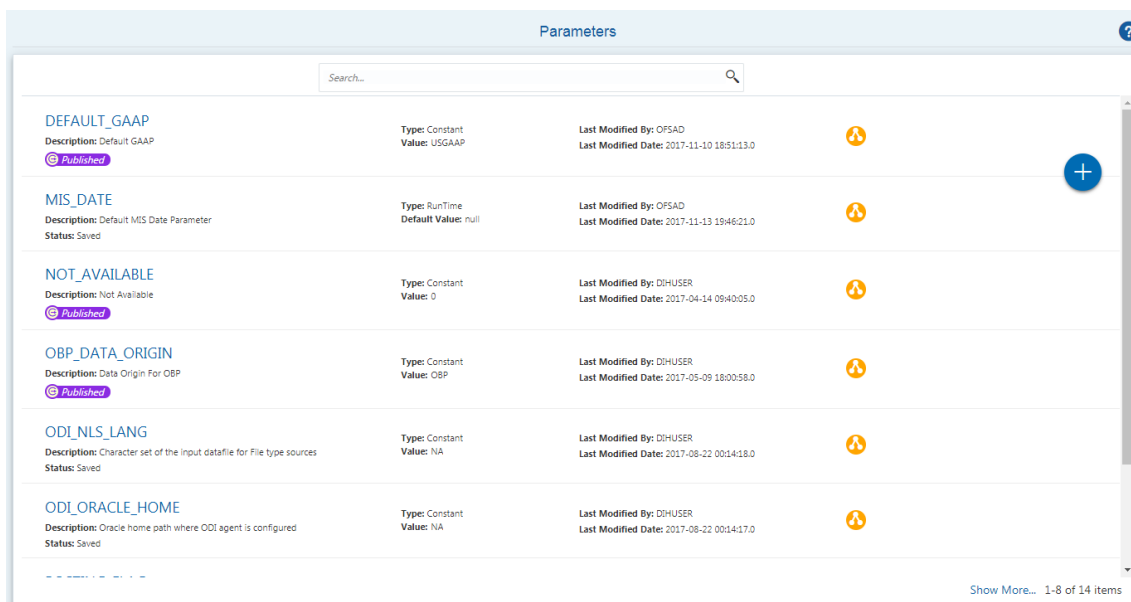 Parameters
?
Search...
DEFAULT_GAAP
Description: Default GAAP
Published
Type: Constant
Value: USGAAP
Last Modified By: OFSAD
Last Modified Date: 2017-11-10 18:51:13.0
MIS_DATE
Description: Default MIS Date Parameter
Status: Saved
Type: RunTime
Default Value: null
Last Modified By: OFSAD
Last Modified Date: 2017-11-13 19:46:21.0
NOT_AVAILABLE
Description: Not Available
Published
Type: Constant
Value: 0
Last Modified By: DIHUSER
Last Modified Date: 2017-04-14 09:40:05.0
OBP_DATA_ORIGIN
Description: Data Origin For OBP
Published
Type: Constant
Value: OBP
Last Modified By: DIHUSER
Last Modified Date: 2017-05-09 18:00:58.0
ODI_NLS_LANG
Description: Character set of the input datafile for File type sources
Status: Saved
Type: Constant
Value: NA
Last Modified By: DIHUSER
Last Modified Date: 2017-08-22 00:14:18.0
ODI_ORACLE_HOME
Description: Oracle home path where ODI agent is configured
Status: Saved
Type: Constant
Value: NA
Last Modified By: DIHUSER
Last Modified Date: 2017-08-22 00:14:17.0
Show More... 1-8 of 14 items